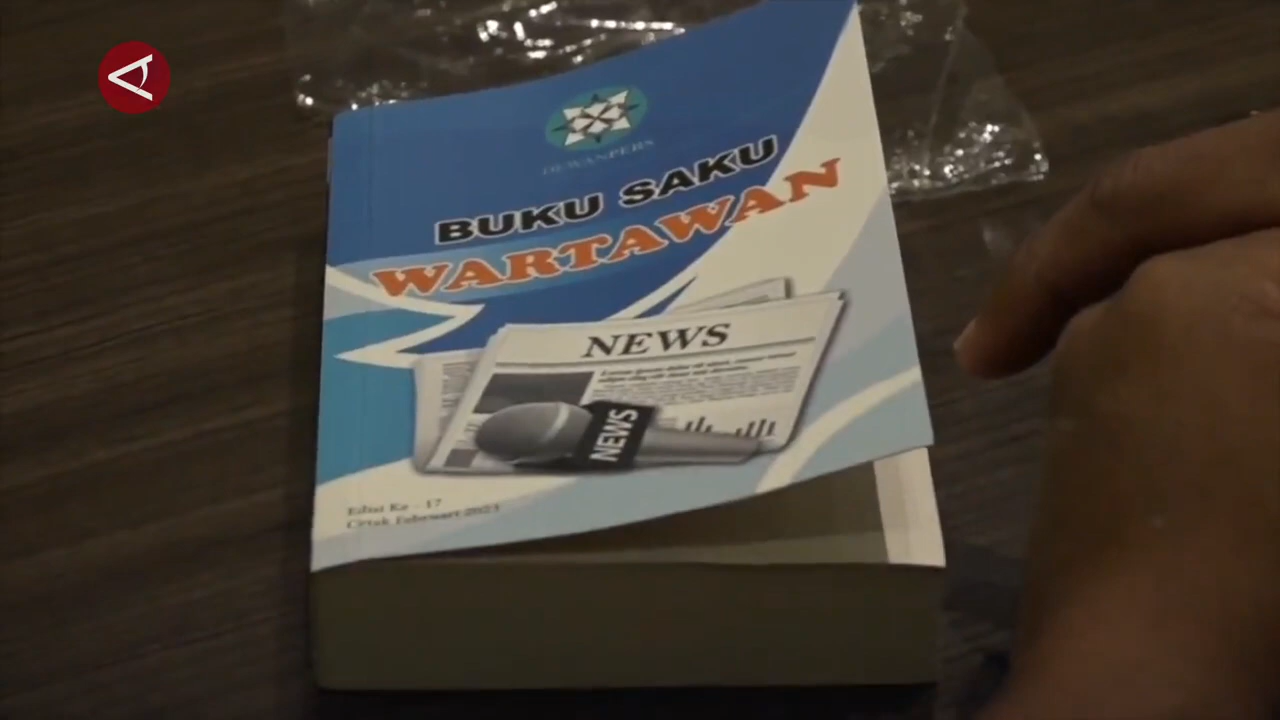 DEWANPERS
BUKU SAKU
WARTAWAN
NEWS
NEWS
Edisi Ke - 17
Cetak Februari 2023